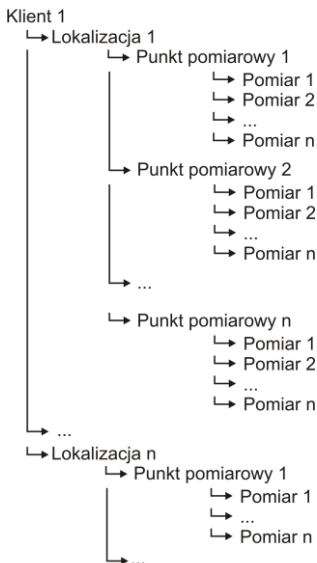 Klient 1
Lokalizacja 1
Punkt pomiarowy 1
Pomiar 1
Pomiar 2
...
Pomiar n
Punkt pomiarowy 2
Pomiar 1
Pomiar 2
...
Pomiar n
...
Punkt pomiarowy n
Pomiar 1
Pomiar 2
...
Pomiar n
...
Lokalizacja n
Punkt pomiarowy 1
Pomiar 1
...
Pomiar n
...